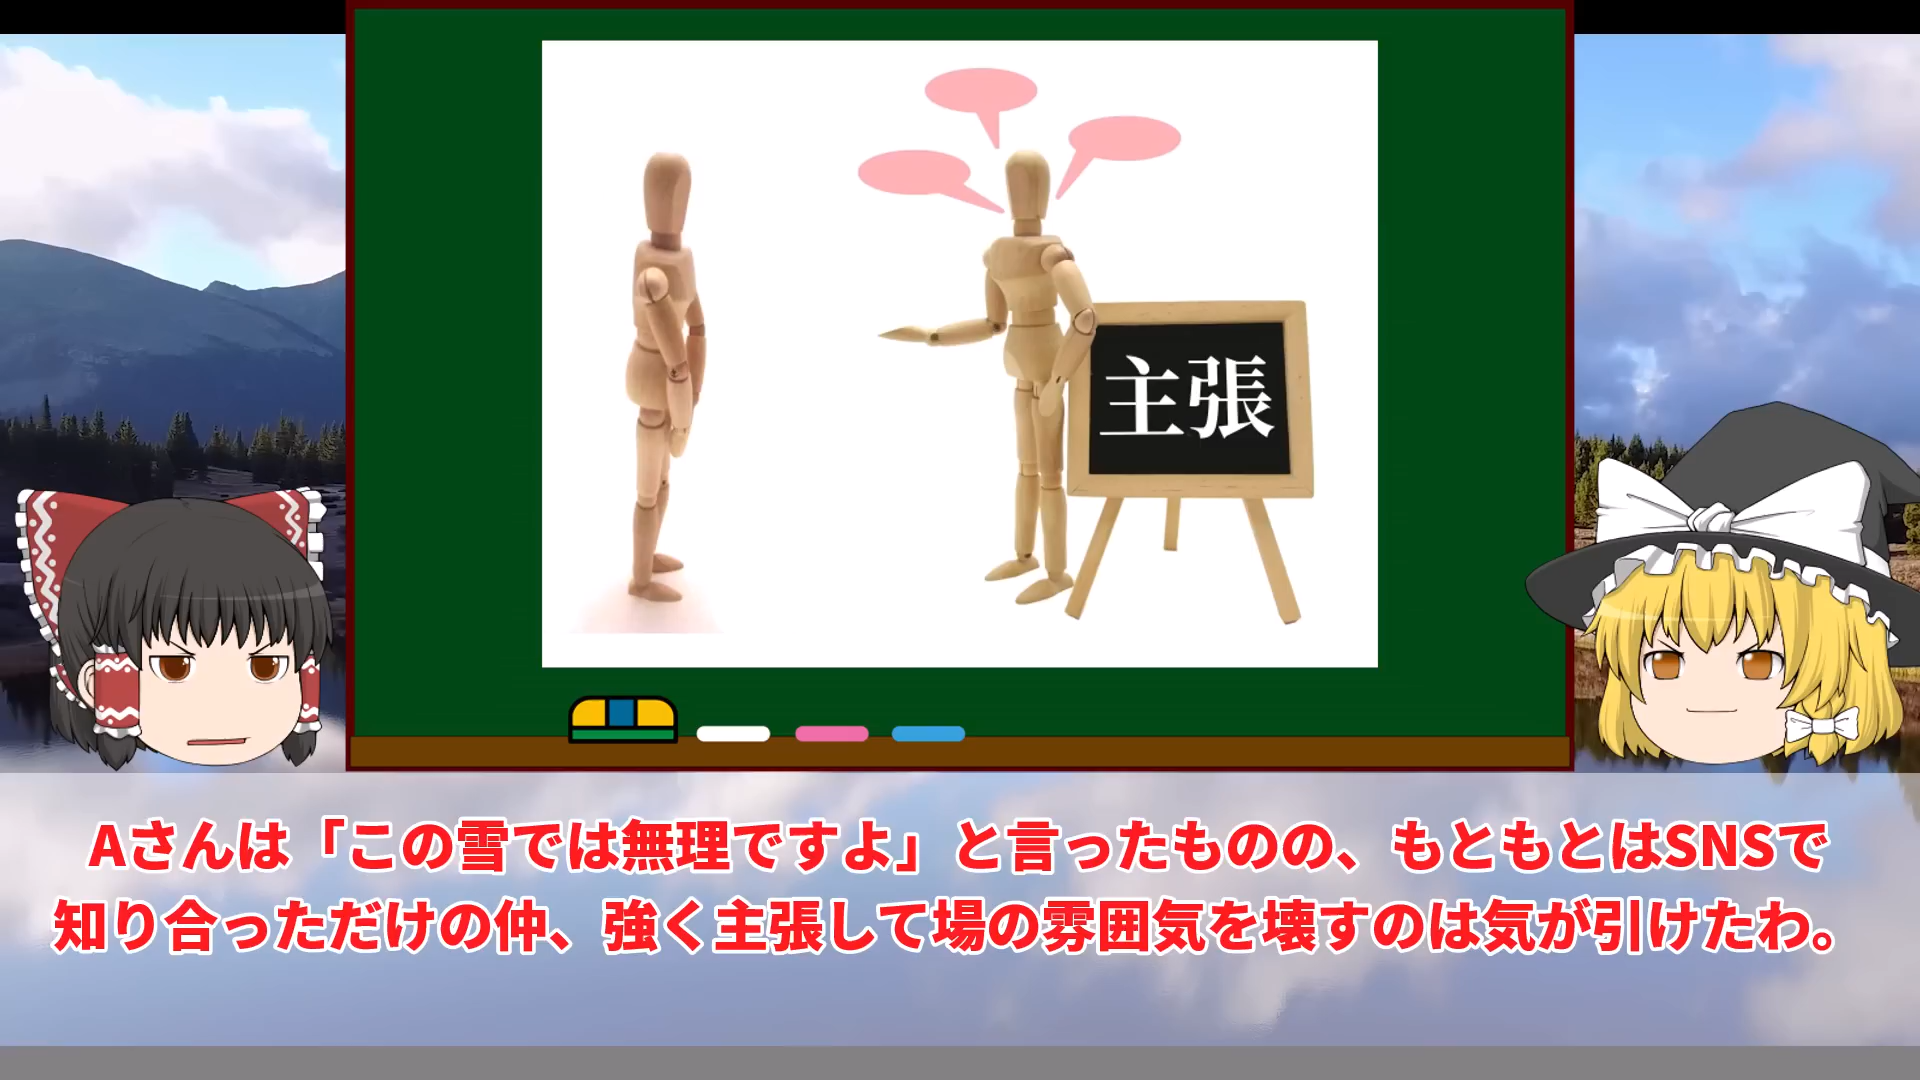 主張
Aさんは「この雪では無理ですよ」と言ったものの、もともとはSNSで
知り合っただけの仲、強く主張して場の雰囲気を壊すのは気が引けたわ。